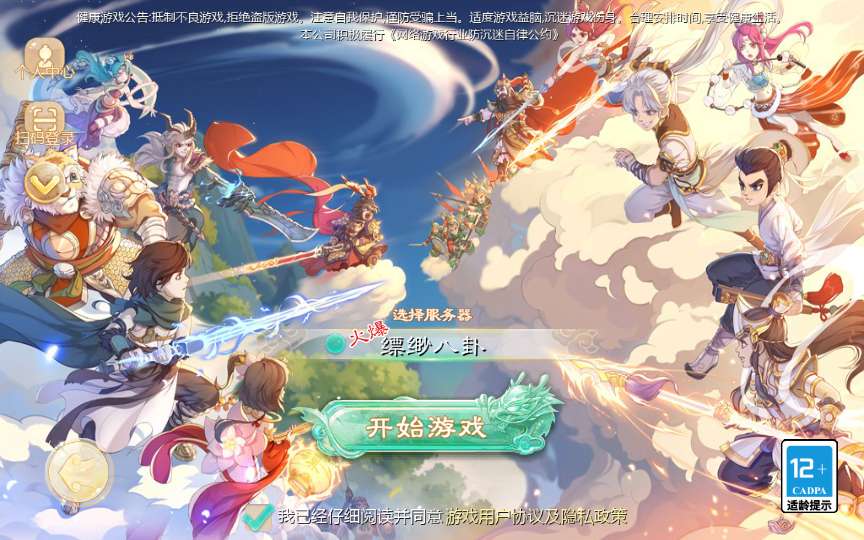 健康游戏公告:抵制不良游戏,拒绝盗版游戏。注意自我保护,谨防受骗上当。适度游戏益脑,沉迷游戏伤身。合理安排时间,享受健康生活。
本公司积极履行《网络游戏行业防沉迷自律公约》
个人中心
扫码登录
选择服务器
火爆
缥缈八卦
开始游戏
12+
CADPA
适龄提示
我已经仔细阅读并同意 游戏用户协议及隐私政策